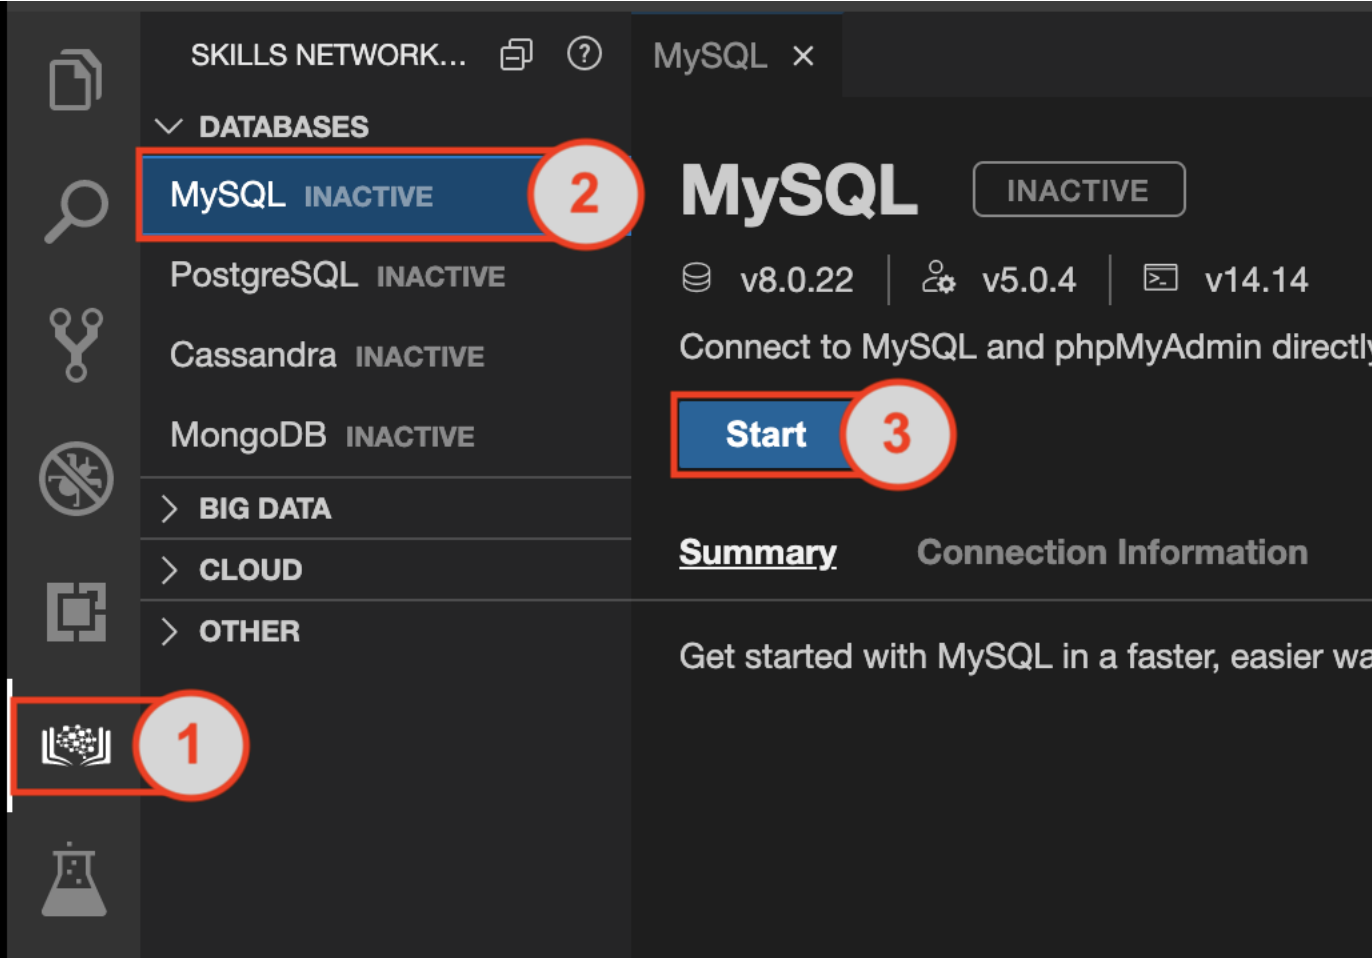 SKILLS NETWORK...
DATABASES
MySQL INACTIVE 2
PostgreSQL INACTIVE
Cassandra INACTIVE
MongoDB INACTIVE
BIG DATA
CLOUD
OTHER
1
MySQL ×
MySQL INACTIVE
v8.0.22 v5.0.4 v14.14
Connect to MySQL and phpMyAdmin directly
Start 3
Summary Connection Information
Get started with MySQL in a faster, easier wa